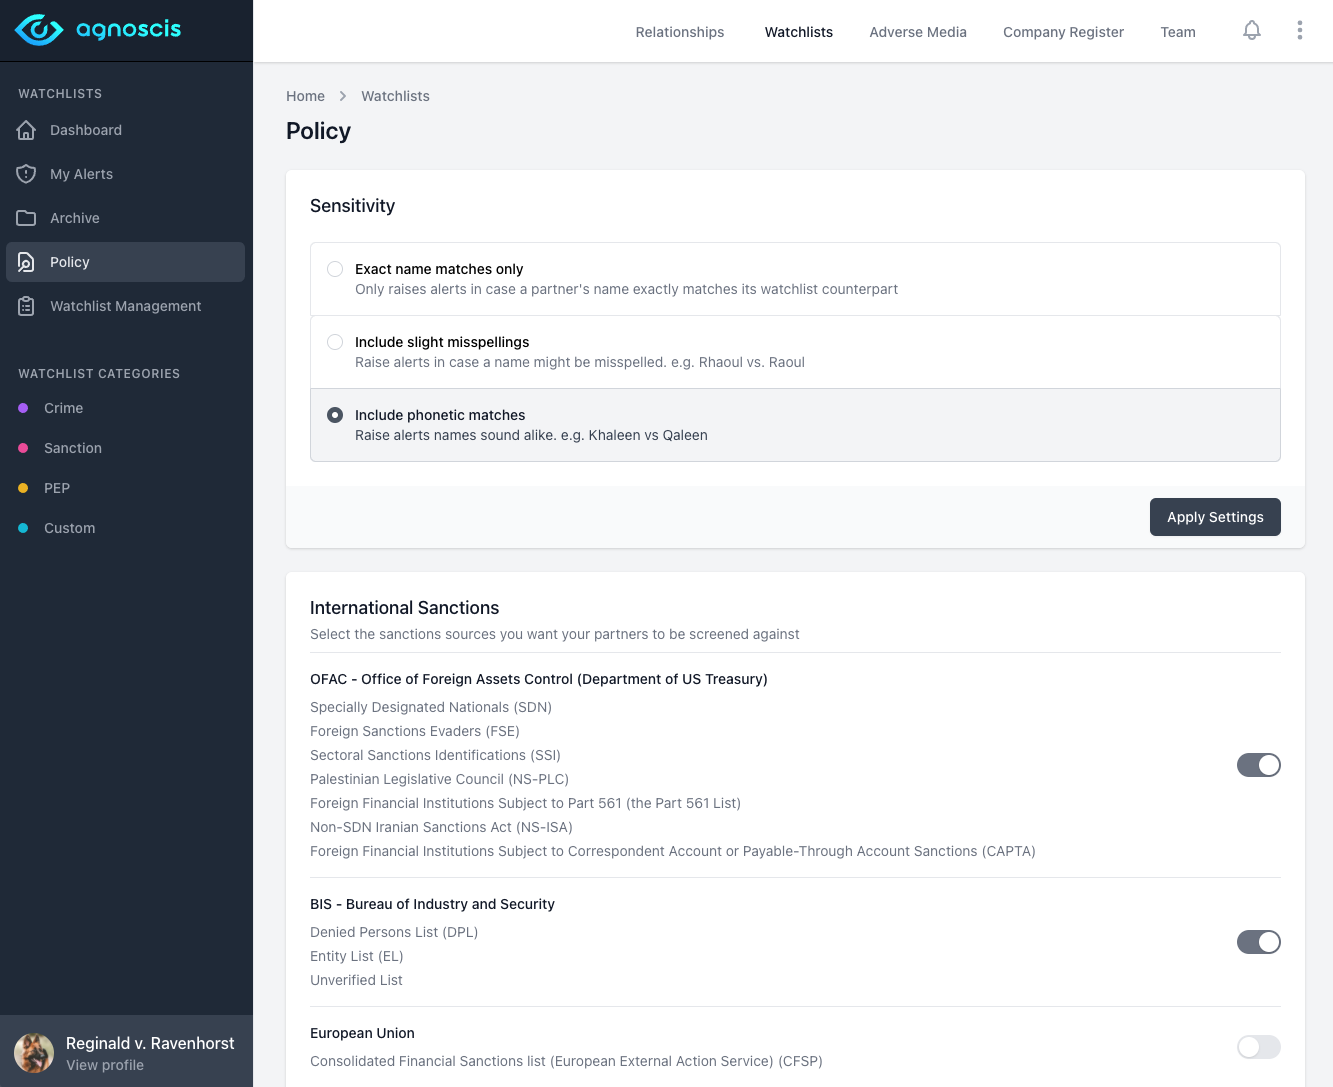 agnoscis
Relationships
Watchlists
Adverse Media
Company Register
Team
WATCHLISTS
Dashboard
My Alerts
Archive
Policy
Watchlist Management
WATCHLIST CATEGORIES
Crime
Sanction
PEP
Custom
Reginald v. Ravenhorst
View profile
Home > Watchlists
Policy
Sensitivity
Exact name matches only
Only raises alerts in case a partner's name exactly matches its watchlist counterpart
Include slight misspellings
Raise alerts in case a name might be misspelled. e.g. Rhaoul vs. Raoul
Include phonetic matches
Raise alerts names sound alike. e.g. Khaleen vs Qaleen
Apply Settings
International Sanctions
Select the sanctions sources you want your partners to be screened against
OFAC - Office of Foreign Assets Control (Department of US Treasury)
Specially Designated Nationals (SDN)
Foreign Sanctions Evaders (FSE)
Sectoral Sanctions Identifications (SSI)
Palestinian Legislative Council (NS-PLC)
Foreign Financial Institutions Subject to Part 561 (the Part 561 List)
Non-SDN Iranian Sanctions Act (NS-ISA)
Foreign Financial Institutions Subject to Correspondent Account or Payable-Through Account Sanctions (CAPTA)
BIS - Bureau of Industry and Security
Denied Persons List (DPL)
Entity List (EL)
Unverified List
European Union
Consolidated Financial Sanctions list (European External Action Service) (CFSP)